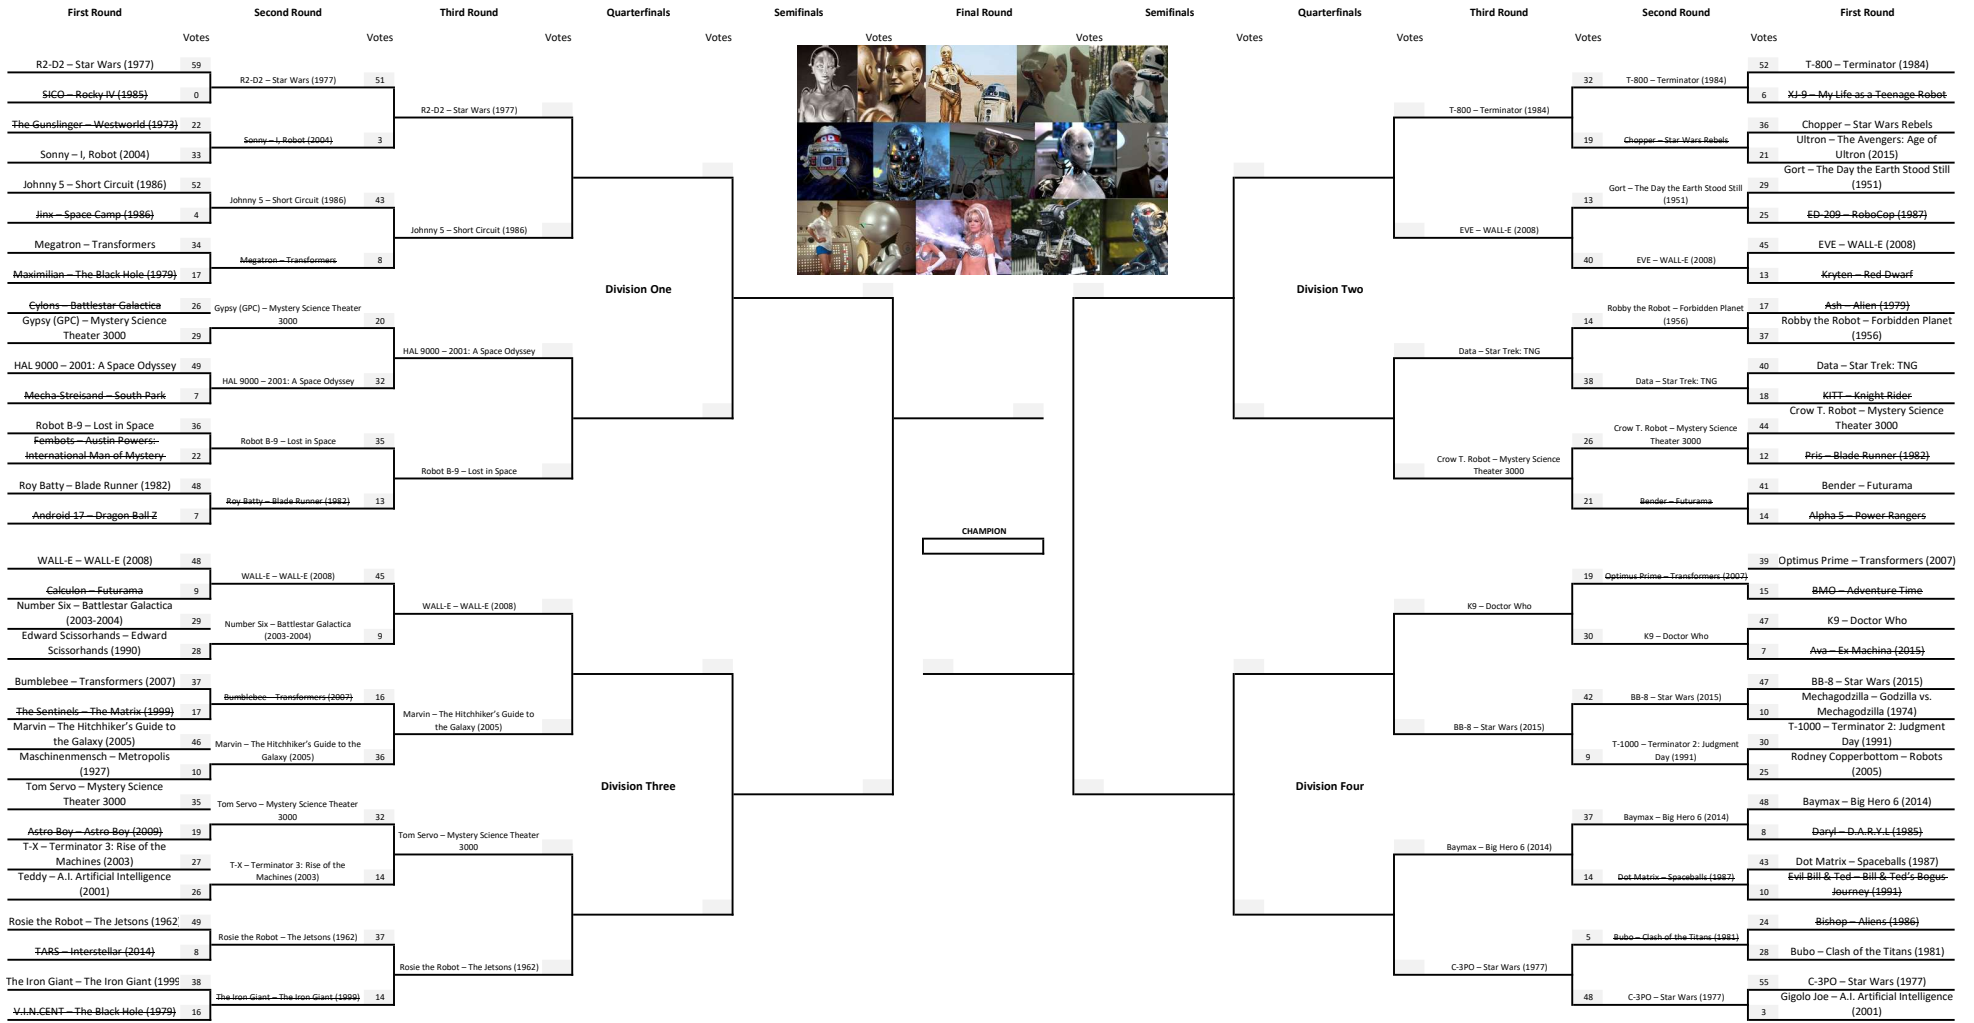 First Round Second Round Third Round Quarterfinals Semifinals Final Round Semifinals Quarterfinals Third Round Second Round First Round
Votes Votes Votes Votes Votes Votes Votes Votes Votes Votes
R2-D2 – Star Wars (1977) 59
SICO – Rocky IV (1985) 0
The Gunslinger – Westworld (1973) 22
Sonny – I, Robot (2004) 33
Johnny 5 – Short Circuit (1986) 52
Jinx – Space Camp (1986) 4
Megatron – Transformers 34
Maximilian – The Black Hole (1979) 17
Cylons – Battlestar Galactica 26
Gypsy (GPC) – Mystery Science
Theater 3000 29
HAL 9000 – 2001: A Space Odyssey 49
Mecha-Streisand – South Park 7
Robot B-9 – Lost in Space 36
Fembots – Austin Powers:
International Man of Mystery 22
Roy Batty – Blade Runner (1982) 48
Android 17 – Dragon Ball Z 7
WALL-E – WALL-E (2008) 48
Calculon – Futurama 9
Number Six – Battlestar Galactica
(2003-2004) 29
Edward Scissorhands – Edward
Scissorhands (1990) 28
Bumblebee – Transformers (2007) 37
The Sentinels – The Matrix (1999) 17
Marvin – The Hitchhiker's Guide to
the Galaxy (2005) 46
Maschinenmensch – Metropolis
(1927) 10
Tom Servo – Mystery Science
Theater 3000 35
Astro Boy – Astro Boy (2009) 19
T-X – Terminator 3: Rise of the
Machines (2003) 27
Teddy – A.I. Artificial Intelligence
(2001) 26
Rosie the Robot – The Jetsons (1962) 49
TARS – Interstellar (2014) 8
The Iron Giant – The Iron Giant (1999 38
V.I.N.CENT – The Black Hole (1979) 16
R2-D2 – Star Wars (1977) 51
Sonny – I, Robot (2004) 3
Johnny 5 – Short Circuit (1986) 43
Megatron – Transformers 8
Gypsy (GPC) – Mystery Science Theater
3000 20
HAL 9000 – 2001: A Space Odyssey 32
Robot B-9 – Lost in Space 35
Roy Batty – Blade Runner (1982) 13
WALL-E – WALL-E (2008) 45
Number Six – Battlestar Galactica
(2003-2004) 9
Bumblebee – Transformers (2007) 16
Marvin – The Hitchhiker's Guide to the
Galaxy (2005) 36
Tom Servo – Mystery Science Theater
3000 32
T-X – Terminator 3: Rise of the
Machines (2003) 14
Rosie the Robot – The Jetsons (1962) 37
The Iron Giant – The Iron Giant (1999) 14
R2-D2 – Star Wars (1977)
Johnny 5 – Short Circuit (1986)
HAL 9000 – 2001: A Space Odyssey
Robot B-9 – Lost in Space
WALL-E – WALL-E (2008)
Marvin – The Hitchhiker's Guide to
the Galaxy (2005)
Tom Servo – Mystery Science Theater
3000
Rosie the Robot – The Jetsons (1962)
Division One
Division Three
CHAMPION
Division Two
Division Four
T-800 – Terminator (1984)
EVE – WALL-E (2008)
Data – Star Trek: TNG
Crow T. Robot – Mystery Science
Theater 3000
K9 – Doctor Who
BB-8 – Star Wars (2015)
Baymax – Big Hero 6 (2014)
C-3PO – Star Wars (1977)
32 T-800 – Terminator (1984)
19 Chopper – Star Wars Rebels
Gort – The Day the Earth Stood Still
13 (1951)
40 EVE – WALL-E (2008)
Robby the Robot – Forbidden Planet
14 (1956)
38 Data – Star Trek: TNG
Crow T. Robot – Mystery Science
26 Theater 3000
21 Bender – Futurama
19 Optimus Prime – Transformers (2007)
30 K9 – Doctor Who
42 BB-8 – Star Wars (2015)
T-1000 – Terminator 2: Judgment
9 Day (1991)
37 Baymax – Big Hero 6 (2014)
14 Dot Matrix – Spaceballs (1987)
5 Bubo – Clash of the Titans (1981)
48 C-3PO – Star Wars (1977)
52 T-800 – Terminator (1984)
6 XJ-9 – My Life as a Teenage Robot
36 Chopper – Star Wars Rebels
Ultron – The Avengers: Age of
21 Ultron (2015)
Gort – The Day the Earth Stood Still
29 (1951)
25 ED-209 – RoboCop (1987)
45 EVE – WALL-E (2008)
13 Kryten – Red Dwarf
17 Ash – Alien (1979)
Robby the Robot – Forbidden Planet
37 (1956)
40 Data – Star Trek: TNG
18 KITT – Knight Rider
Crow T. Robot – Mystery Science
44 Theater 3000
12 Pris – Blade Runner (1982)
41 Bender – Futurama
14 Alpha 5 – Power Rangers
39 Optimus Prime – Transformers (2007)
15 BMO – Adventure Time
47 K9 – Doctor Who
7 Ava – Ex Machina (2015)
47 BB-8 – Star Wars (2015)
Mechagodzilla – Godzilla vs.
10 Mechagodzilla (1974)
T-1000 – Terminator 2: Judgment
30 Day (1991)
Rodney Copperbottom – Robots
25 (2005)
48 Baymax – Big Hero 6 (2014)
8 Daryl – D.A.R.Y.L (1985)
43 Dot Matrix – Spaceballs (1987)
Evil Bill & Ted – Bill & Ted's Bogus
10 Journey (1991)
24 Bishop – Aliens (1986)
28 Bubo – Clash of the Titans (1981)
55 C-3PO – Star Wars (1977)
Gigolo Joe – A.I. Artificial Intelligence
3 (2001)